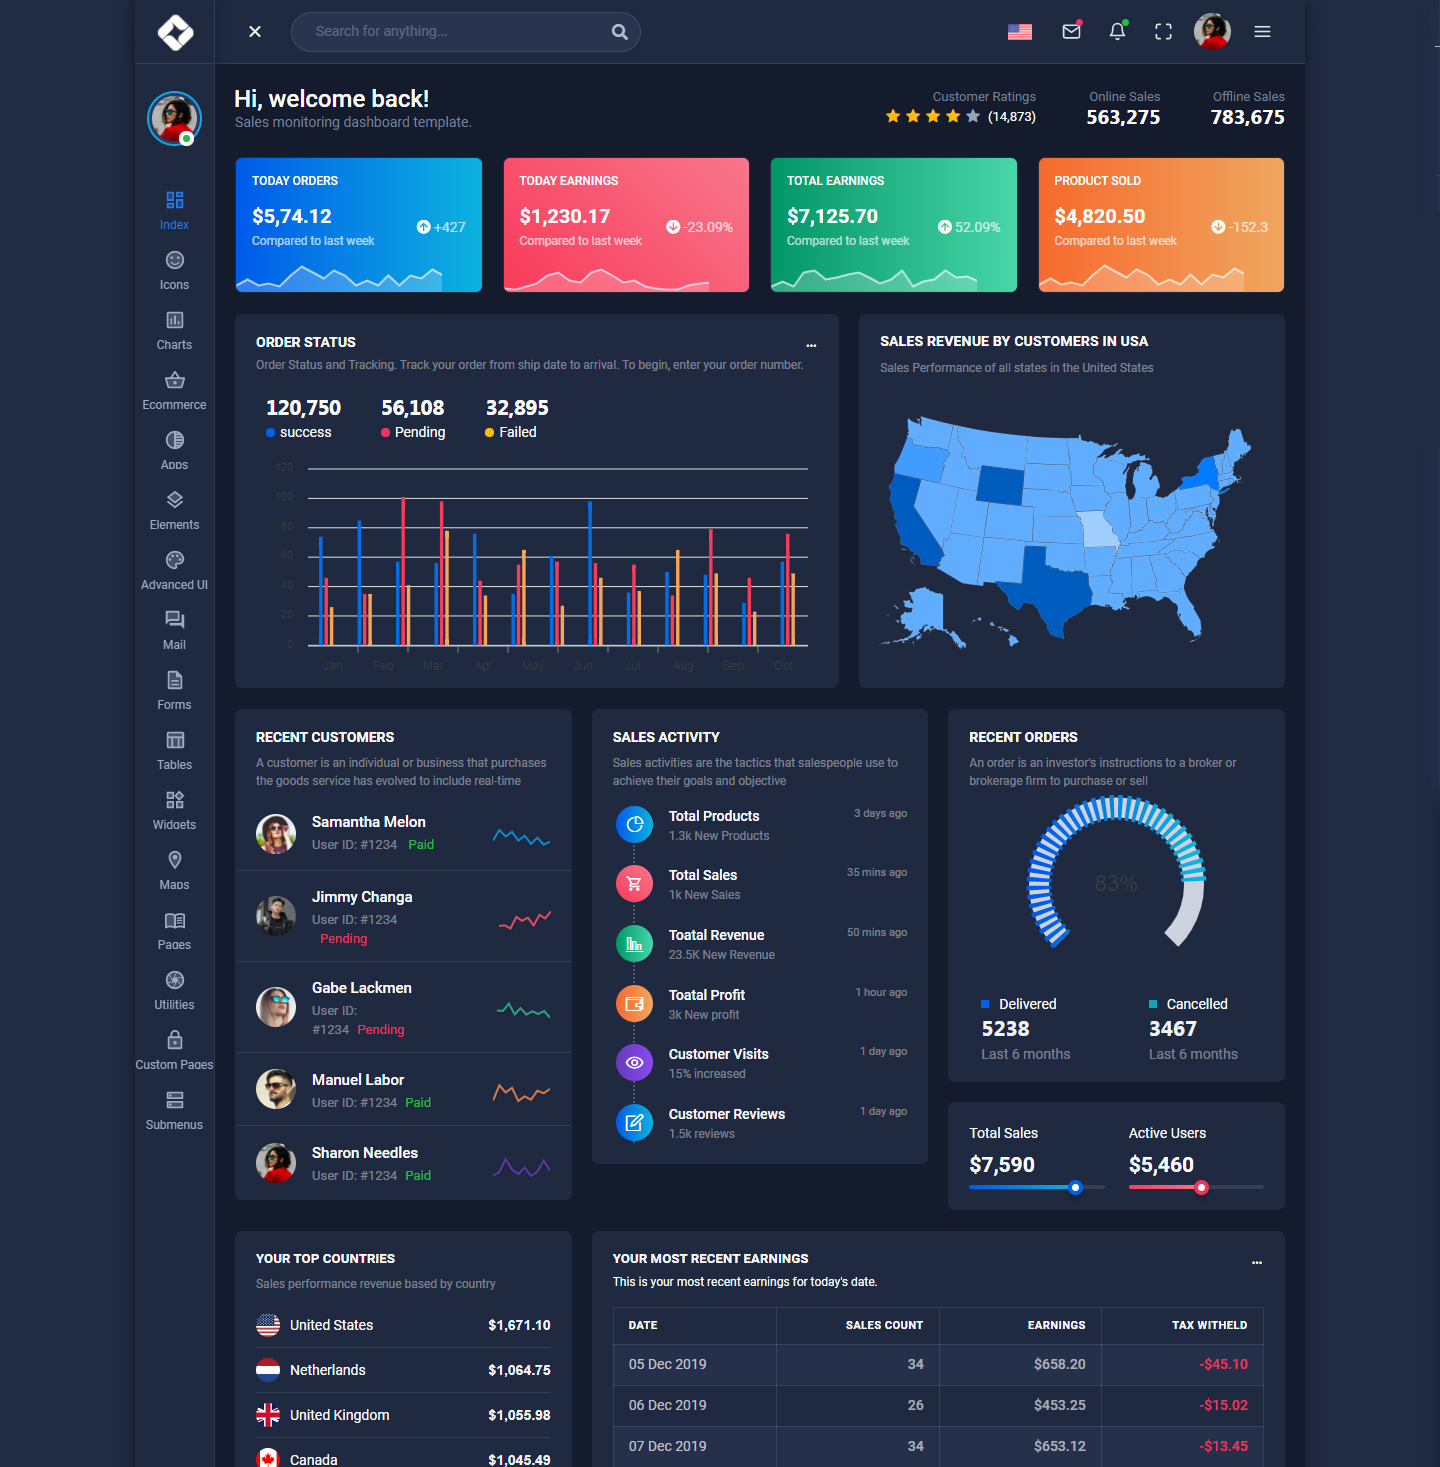 Search for anything...
Hi, welcome back!
Sales monitoring dashboard template.
Customer Ratings
(14,873)
Online Sales
563,275
Offline Sales
783,675
Index
Icons
Charts
Ecommerce
Apps
Elements
Advanced UI
Mail
Forms
Tables
Widgets
Maps
Pages
Utilities
Custom Pages
Submenus
TODAY ORDERS
$5,74.12
Compared to last week
+427
TODAY EARNINGS
$1,230.17
Compared to last week
-23.09%
TOTAL EARNINGS
$7,125.70
Compared to last week
52.09%
PRODUCT SOLD
$4,820.50
Compared to last week
-152.3
ORDER STATUS
Order Status and Tracking. Track your order from ship date to arrival. To begin, enter your order number.
120,750
success
56,108
Pending
32,895
Failed
120
100
80
60
40
20
0
Jan Feb Mar Apr May Jun Jul Aug Sep Oct
SALES REVENUE BY CUSTOMERS IN USA
Sales Performance of all states in the United States
RECENT CUSTOMERS
A customer is an individual or business that purchases
the goods service has evolved to include real-time
Samantha Melon
User ID: #1234 Paid
Jimmy Changa
User ID: #1234
Pending
Gabe Lackmen
User ID:
#1234 Pending
Manuel Labor
User ID: #1234 Paid
Sharon Needles
User ID: #1234 Paid
SALES ACTIVITY
Sales activities are the tactics that salespeople use to
achieve their goals and objective
Total Products
3 days ago
1.3k New Products
Total Sales
35 mins ago
1k New Sales
Toatal Revenue
50 mins ago
23.5K New Revenue
Toatal Profit
1 hour ago
3k New profit
Customer Visits
1 day ago
15% increased
Customer Reviews
1 day ago
1.5k reviews
RECENT ORDERS
An order is an investor's instructions to a broker or
brokerage firm to purchase or sell
83%
Delivered
5238
Last 6 months
Cancelled
3467
Last 6 months
Total Sales
$7,590
Active Users
$5,460
YOUR TOP COUNTRIES
Sales performance revenue based by country
United States $1,671.10
Netherlands $1,064.75
United Kingdom $1,055.98
Canada $1,045.49
YOUR MOST RECENT EARNINGS
This is your most recent earnings for today's date.
DATE SALES COUNT EARNINGS TAX WITHELD
05 Dec 2019 34 $658.20 -$45.10
06 Dec 2019 26 $453.25 -$15.02
07 Dec 2019 34 $653.12 -$13.45